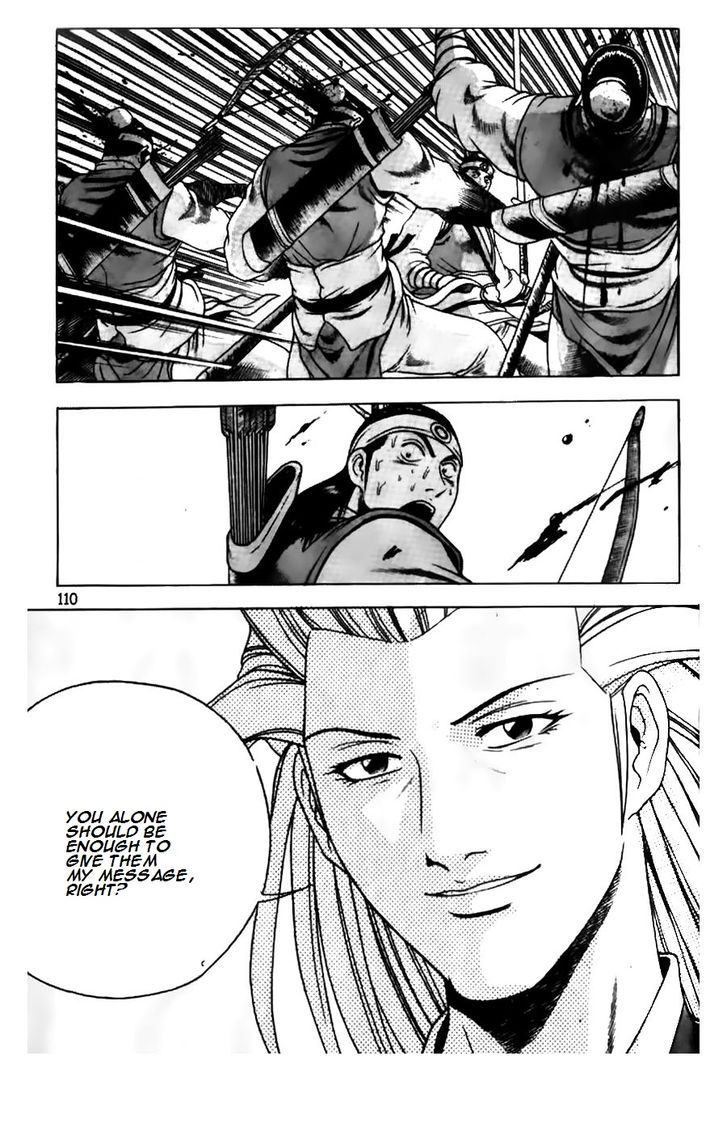 110
YOU ALONE
SHOULD BE
ENOUGH TO
GIVE THEM
MY MESSAGE,
RIGHT?